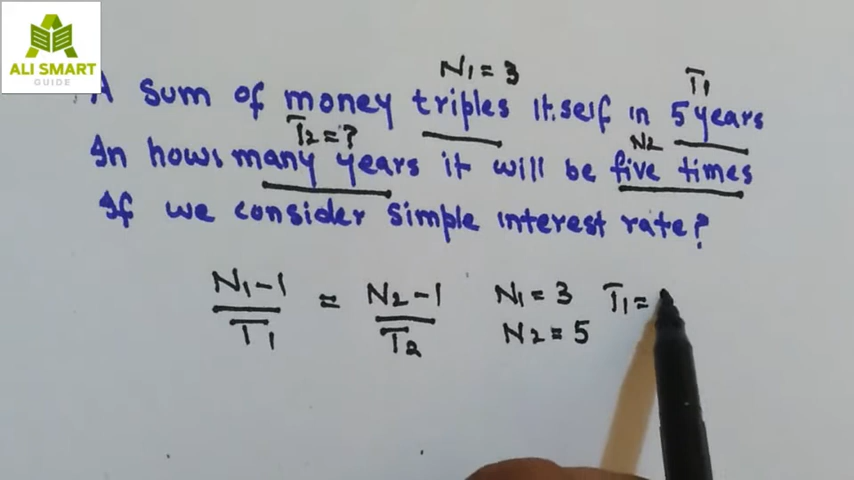 ALI SMART
GUIDE
N1 = 3
T1
A sum of money triples itself in 5 years
T2 = ?
N2
In how many years it will be five times
If we consider simple interest rate?
N1 - 1 / T1 = N2 - 1 / T2
N1 = 3 T1 =
N2 = 5